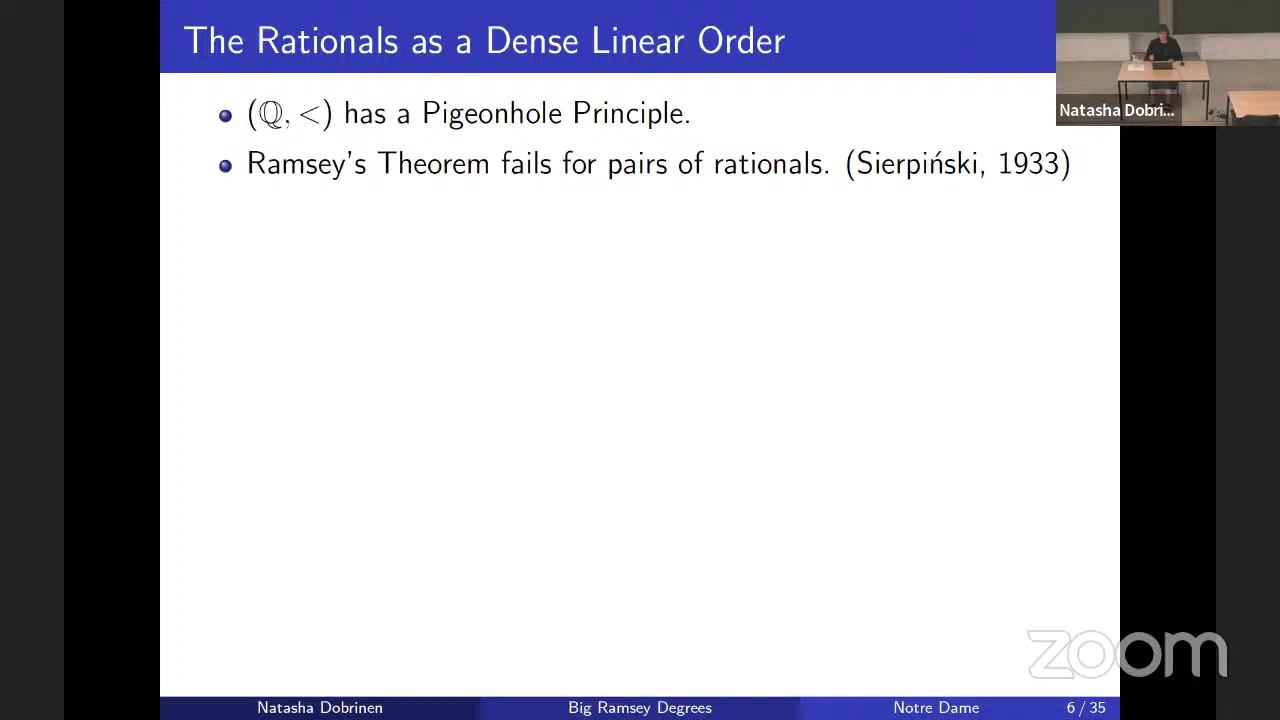 The Rationals as a Dense Linear Order
(ℚ, <) has a Pigeonhole Principle.
Ramsey's Theorem fails for pairs of rationals. (Sierpiński, 1933)
Natasha Dobri...
zoom
Natasha Dobrinen
Big Ramsey Degrees
Notre Dame
6 / 35